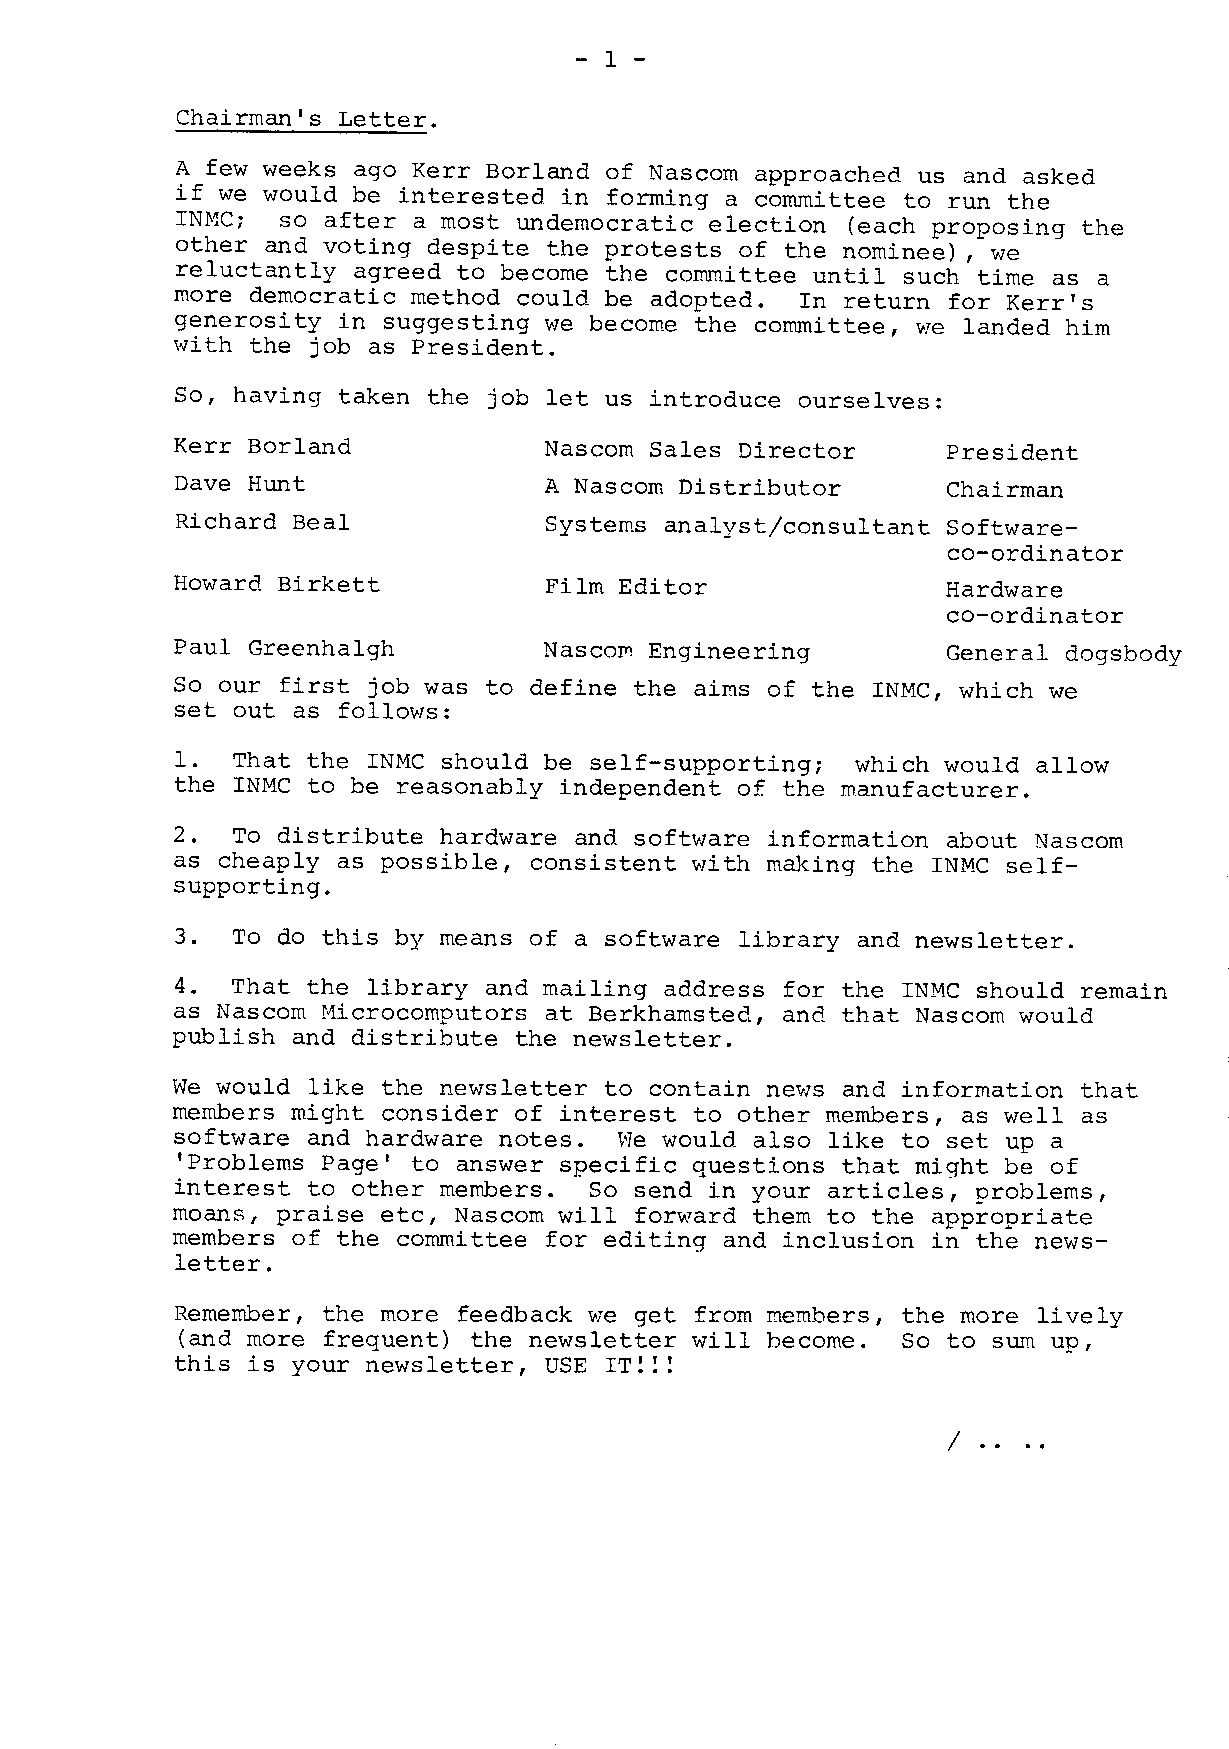 - 1 -
Chairman's Letter.
A few weeks ago Kerr Borland of Nascom approached us and asked
if we would be interested in forming a committee to run the
INMC;  so after a most undemocratic election (each proposing the
other and voting despite the protests of the nominee), we
reluctantly agreed to become the committee until such time as a
more democratic method could be adopted.  In return for Kerr's
generosity in suggesting we become the committee, we landed him
with the job as President.
So, having taken the job let us introduce ourselves:
Kerr Borland Nascom Sales Director President
Dave Hunt A Nascom Distributor Chairman
Richard Beal Systems analyst/consultant Software-
co-ordinator
Howard Birkett Film Editor Hardware
co-ordinator
Paul Greenhalgh Nascom Engineering General dogsbody
So our first job was to define the aims of the INMC, which we
set out as follows:
1.  That the INMC should be self-supporting;  which would allow
the INMC to be reasonably independent of the manufacturer.
2.  To distribute hardware and software information about Nascom
as cheaply as possible, consistent with making the INMC self-
supporting.
3.  To do this by means of a software library and newsletter.
4.  That the library and mailing address for the INMC should remain
as Nascom Microcomputors at Berkhamsted, and that Nascom would
publish and distribute the newsletter.
We would like the newsletter to contain news and information that
members might consider of interest to other members, as well as
software and hardware notes.  We would also like to set up a
'Problems Page' to answer specific questions that might be of
interest to other members.  So send in your articles, problems,
moans, praise etc, Nascom will forward them to the appropriate
members of the committee for editing and inclusion in the news-
letter.
Remember, the more feedback we get from members, the more lively
(and more frequent) the newsletter will become.  So to sum up,
this is your newsletter, USE IT!!!
/ .. ..